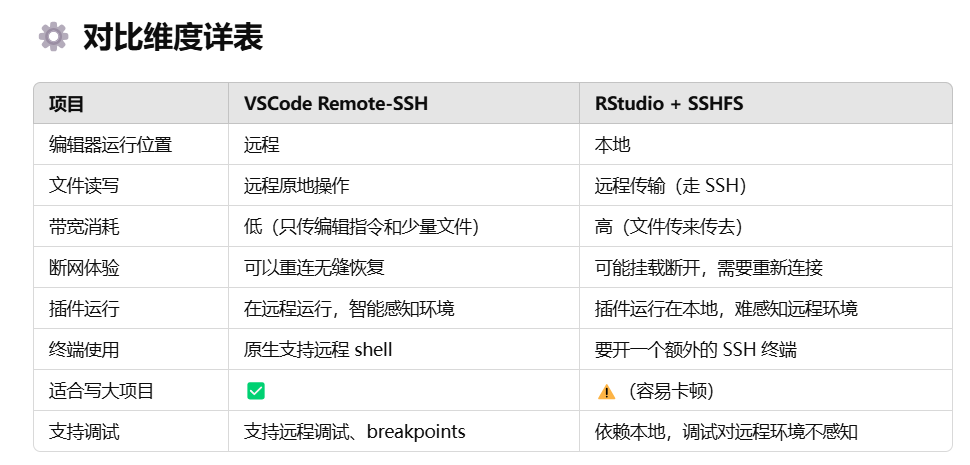 对比维度详表
项目 VSCode Remote-SSH RStudio + SSHFS
编辑器运行位置 远程 本地
文件读写 远程原地操作 远程传输（走 SSH）
带宽消耗 低（只传编辑指令和少量文件） 高（文件传来传去）
断网体验 可以重连无缝恢复 可能挂载断开，需要重新连接
插件运行 在远程运行，智能感知环境 插件运行在本地，难感知远程环境
终端使用 原生支持远程 shell 要开一个额外的 SSH 终端
适合写大项目 ✅ ⚠️（容易卡顿）
支持调试 支持远程调试、breakpoints 依赖本地，调试对远程环境不感知